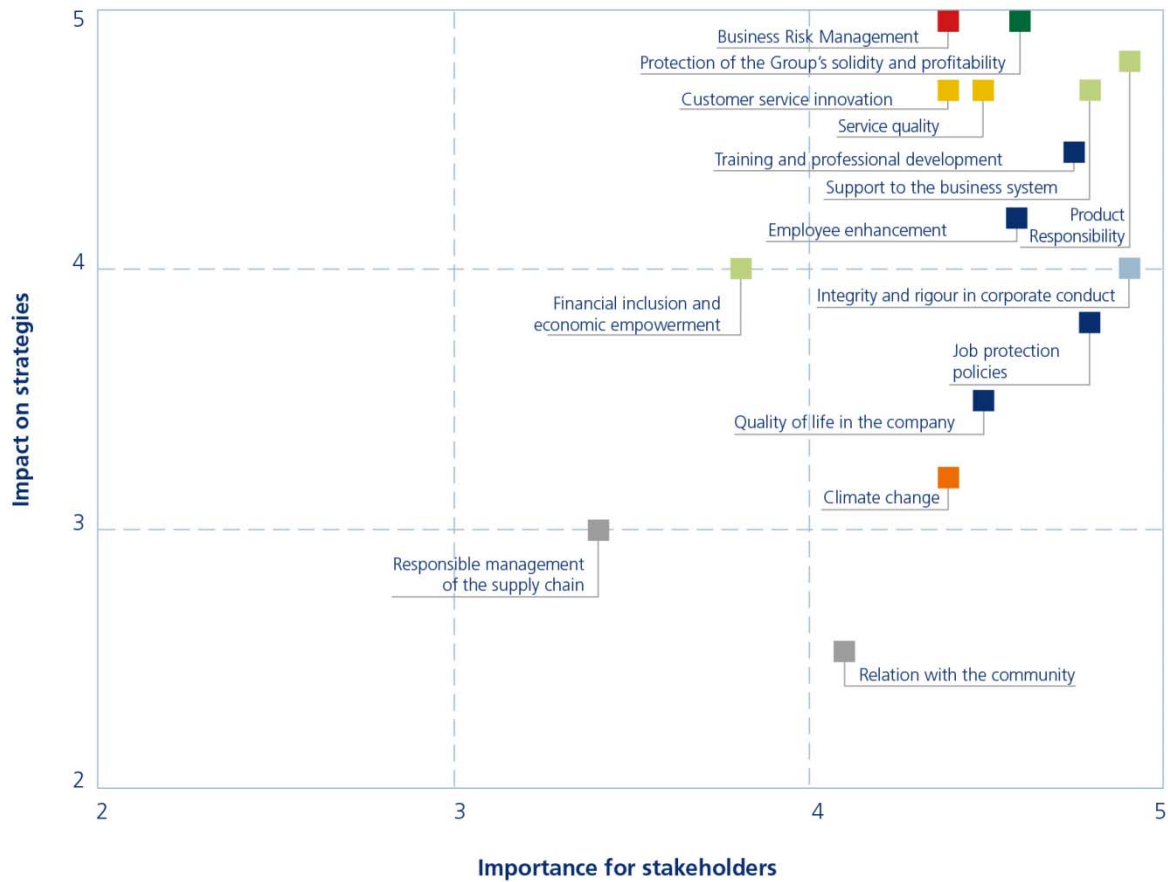 5
Business Risk Management
Protection of the Group's solidity and profitability
Customer service innovation
Service quality
Training and professional development
Support to the business system
Employee enhancement
Product
Responsibility
4
Integrity and rigour in corporate conduct
Financial inclusion and
economic empowerment
Job protection
policies
Quality of life in the company
Climate change
3
Responsible management
of the supply chain
Relation with the community
2
Impact on strategies
2
3
4
5
Importance for stakeholders